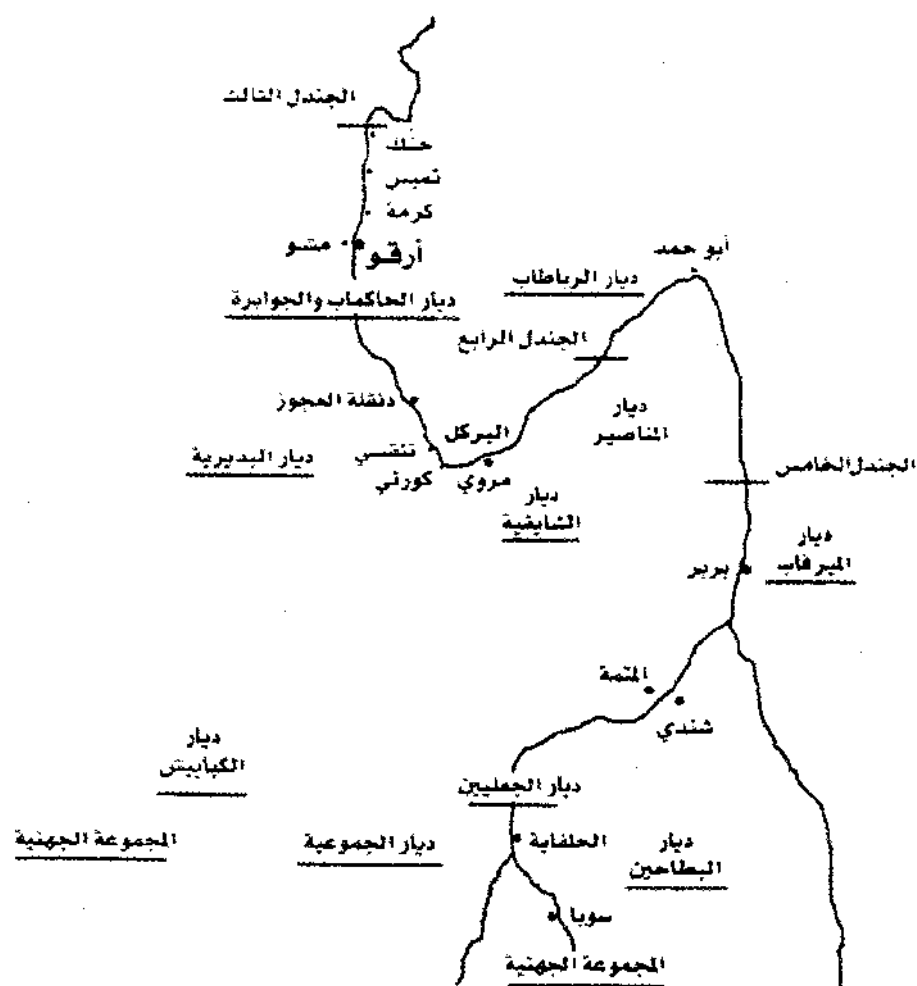 الجندل الثالث
حنك
تمبس
كرمة
مشو
أرقو
أبو حمد
ديار الرباطاب
ديار الحاكماب والجوابرة
الجندل الرابع
دنقلة العجوز
ديار
المناصير
البركل
تنقسي
ديار البديرية
الجندل الخامس
كورتي
مروي
ديار
الشايقية
ديار
الميرفاب
بربر
المتمة
شندي
ديار
الكبابيش
ديار الجعليين
الحلفاية
ديار
البطاحين
ديار الجموعية
المجموعة الجهنية
سوبا
المجموعة الجهنية